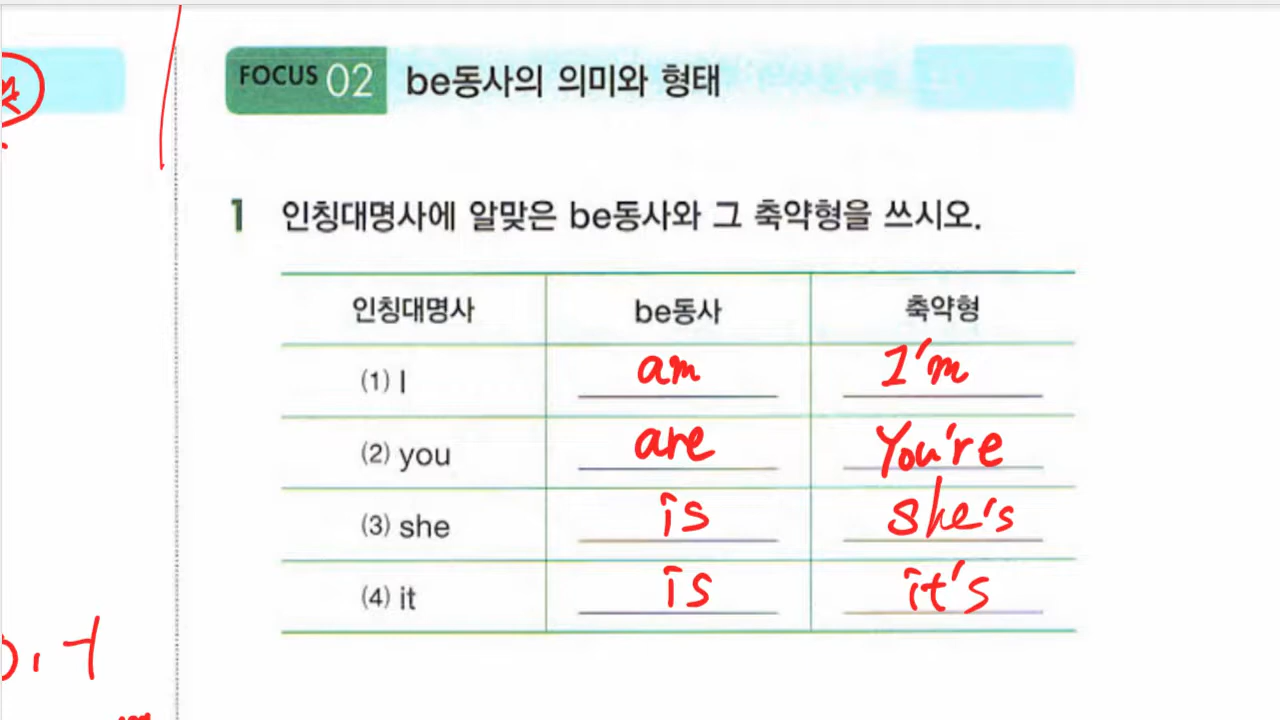 FOCUS 02 be동사의 의미와 형태
1 인칭대명사에 알맞은 be동사와 그 축약형을 쓰시오.
인칭대명사 be동사 축약형
(1) I am I'm
(2) you are You're
(3) she is she's
(4) it is it's